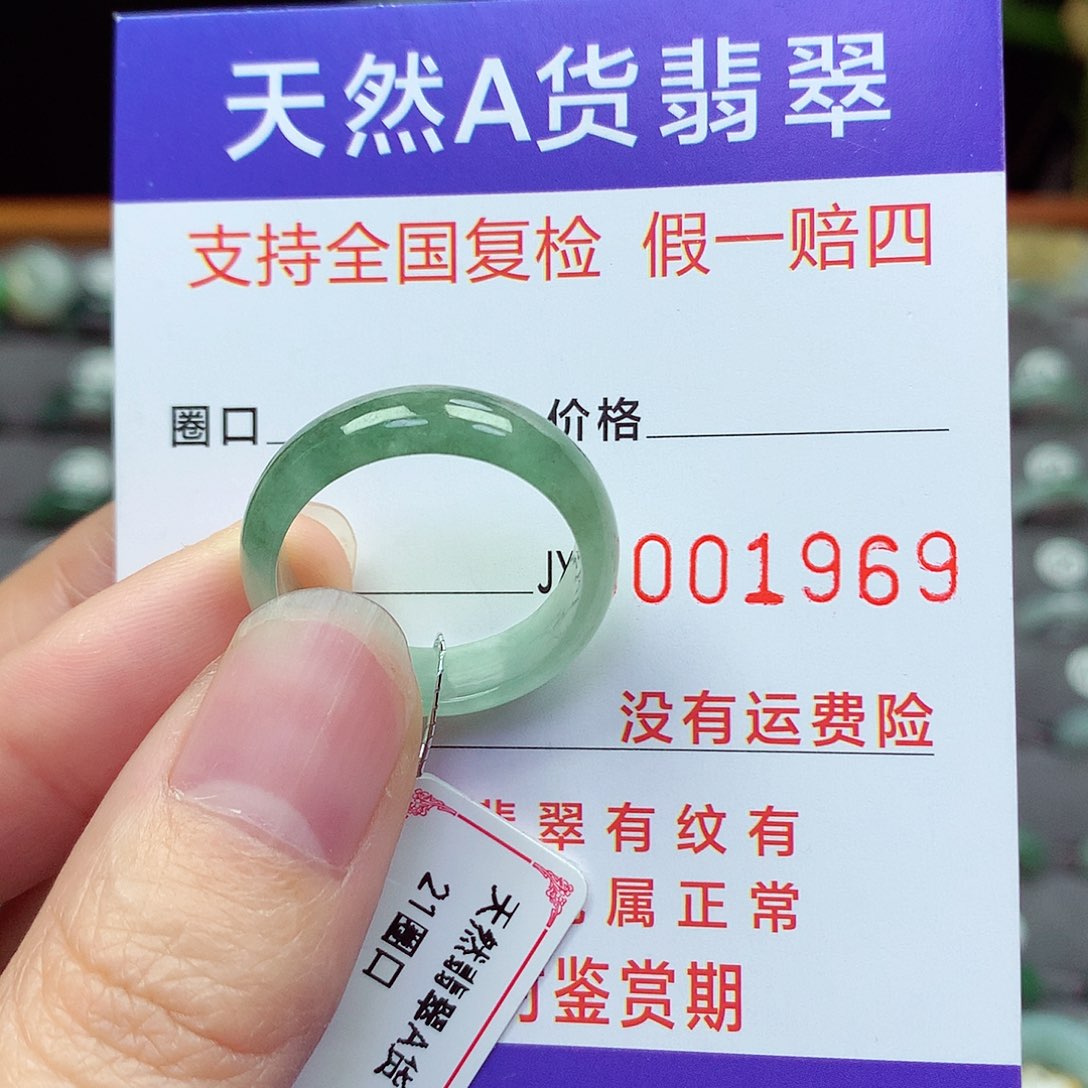 天然A货翡翠
支持全国复检 假一赔四
圈口 价格
JY 001969
没有运费险
翠有纹有
属正常
鉴赏期
天然翡翠A货
21圈口